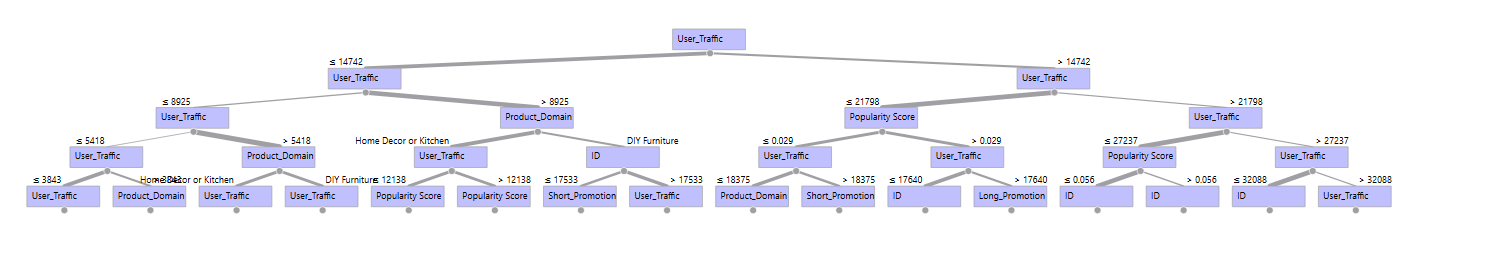 User_Traffic
≤ 14742
> 14742
User_Traffic
User_Traffic
≤ 8925
> 8925
≤ 21798
> 21798
User_Traffic
Product_Domain
Popularity Score
User_Traffic
≤ 5418
> 5418
Home Decor or Kitchen
DIY Furniture
≤ 0.029
> 0.029
≤ 27237
> 27237
User_Traffic
Product_Domain
User_Traffic
ID
User_Traffic
User_Traffic
Popularity Score
User_Traffic
≤ 3843
> 3843
Home Decor or Kitchen
DIY Furniture
≤ 12138
> 12138
≤ 17533
> 17533
≤ 18375
> 18375
≤ 17640
> 17640
≤ 0.056
> 0.056
≤ 32088
> 32088
User_Traffic
Product_Domain
User_Traffic
User_Traffic
Popularity Score
Popularity Score
Short_Promotion
User_Traffic
Product_Domain
Short_Promotion
ID
Long_Promotion
ID
ID
ID
User_Traffic